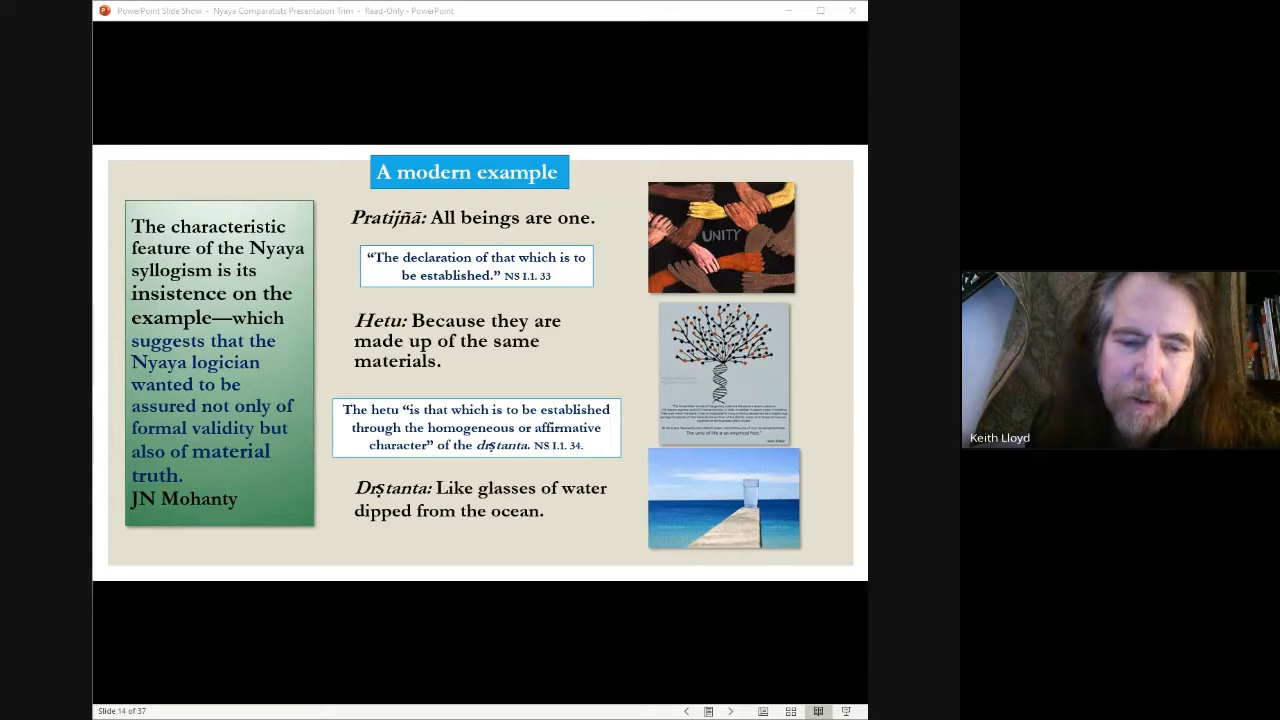 PowerPoint Slide Show - Nyaya Comparatists Presentation Trim - Read-Only - PowerPoint
A modern example
The characteristic
feature of the Nyaya
syllogism is its
insistence on the
example—which
suggests that the
Nyaya logician
wanted to be
assured not only of
formal validity but
also of material
truth.
JN Mohanty
Pratijñā: All beings are one.
“The declaration of that which is to
be established.” NS I.1. 33
Hetu: Because they are
made up of the same
materials.
The hetu “is that which is to be established
through the homogeneous or affirmative
character” of the dṛṣtanta. NS I.1. 34.
Dṛṣtanta: Like glasses of water
dipped from the ocean.
UNITY
The unity of life is an empirical fact."
Keith Lloyd
Slide 14 of 37